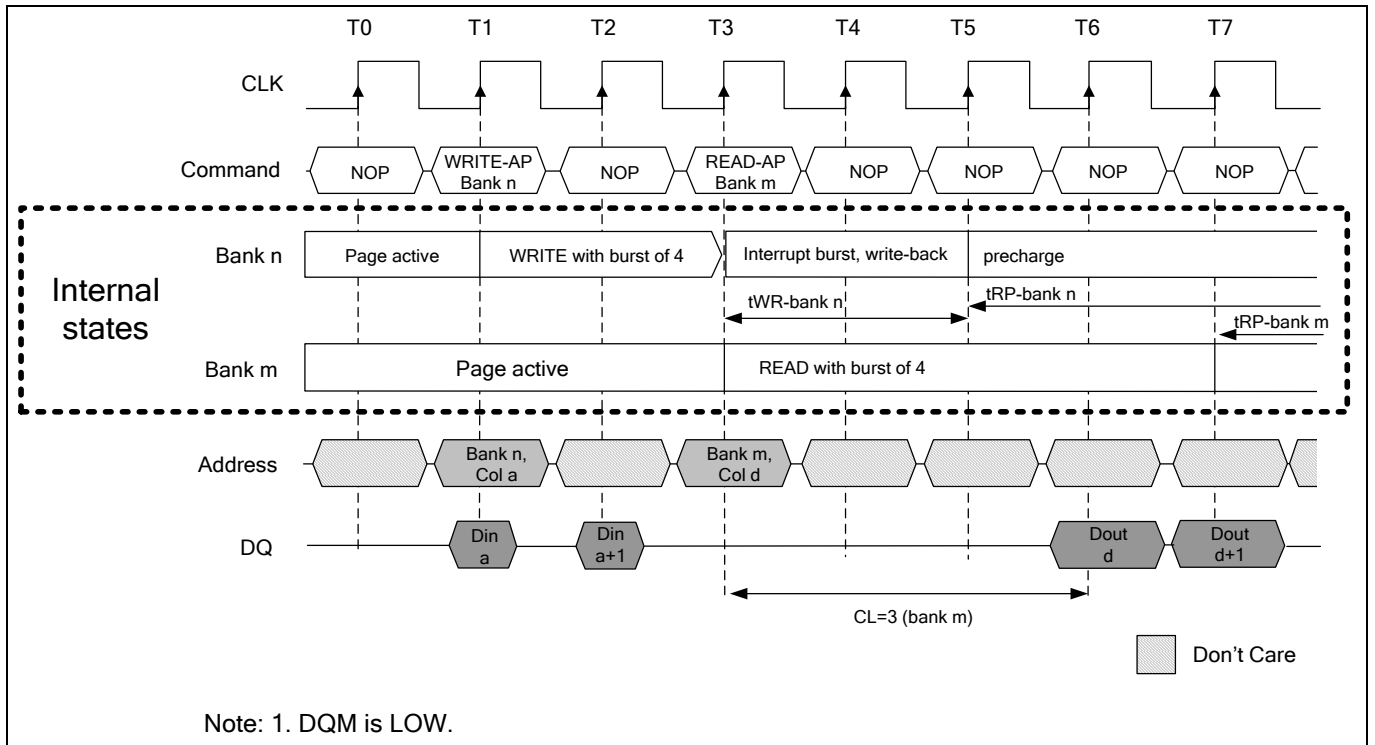 T0 T1 T2 T3 T4 T5 T6 T7
CLK
Command NOP WRITE-AP Bank n NOP READ-AP Bank m NOP NOP NOP NOP
Internal states
Bank n Page active WRITE with burst of 4 Interrupt burst, write-back precharge
tWR-bank n tRP-bank n
tRP-bank m
Bank m Page active READ with burst of 4
Address Bank n, Col a Bank m, Col d
DQ Din a Din a+1 Dout d Dout d+1
CL=3 (bank m)
Don't Care
Note: 1. DQM is LOW.